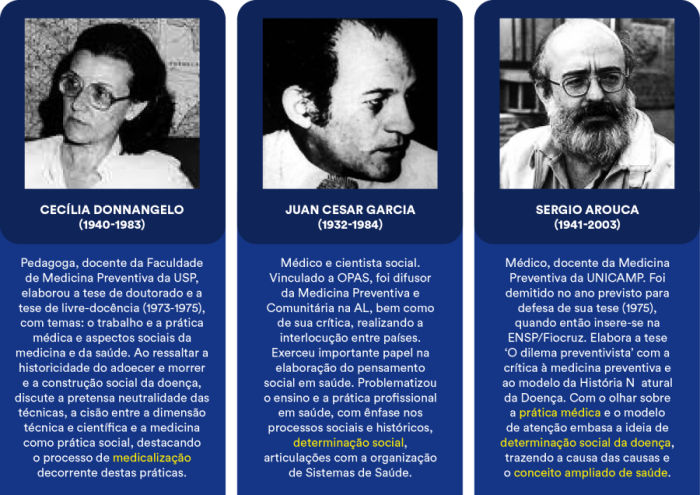 CECÍLIA DONNANGELO
(1940-1983)
Pedagoga, docente da Faculdade
de Medicina Preventiva da USP,
elaborou a tese de doutorado e a
tese de livre-docência (1973-1975),
com temas: o trabalho e a prática
médica e aspectos sociais da
medicina e da saúde. Ao ressaltar a
historicidade do adoecer e morrer
e a construção social da doença,
discute a pretensa neutralidade das
técnicas, a cisão entre a dimensão
técnica e científica e a medicina
como prática social, destacando
o processo de medicalização
decorrente destas práticas.
JUAN CESAR GARCIA
(1932-1984)
Médico e cientista social.
Vinculado a OPAS, foi difusor
da Medicina Preventiva e
Comunitária na AL, bem como
de sua crítica, realizando a
interlocução entre países.
Exerceu importante papel na
elaboração do pensamento
social em saúde. Problematizou
o ensino e a prática profissional
em saúde, com ênfase nos
processos sociais e históricos,
determinação social,
articulações com a organização
de Sistemas de Saúde.
SERGIO AROUCA
(1941-2003)
Médico, docente da Medicina
Preventiva da UNICAMP. Foi
demitido no ano previsto para
defesa de sua tese (1975),
quando então insere-se na
ENSP/Fiocruz. Elabora a tese
‘O dilema preventivista’ com a
crítica à medicina preventiva e
ao modelo da História N atural
da Doença. Com o olhar sobre
a prática médica e o modelo
de atenção embasa a ideia de
determinação social da doença,
trazendo a causa das causas e
o conceito ampliado de saúde.